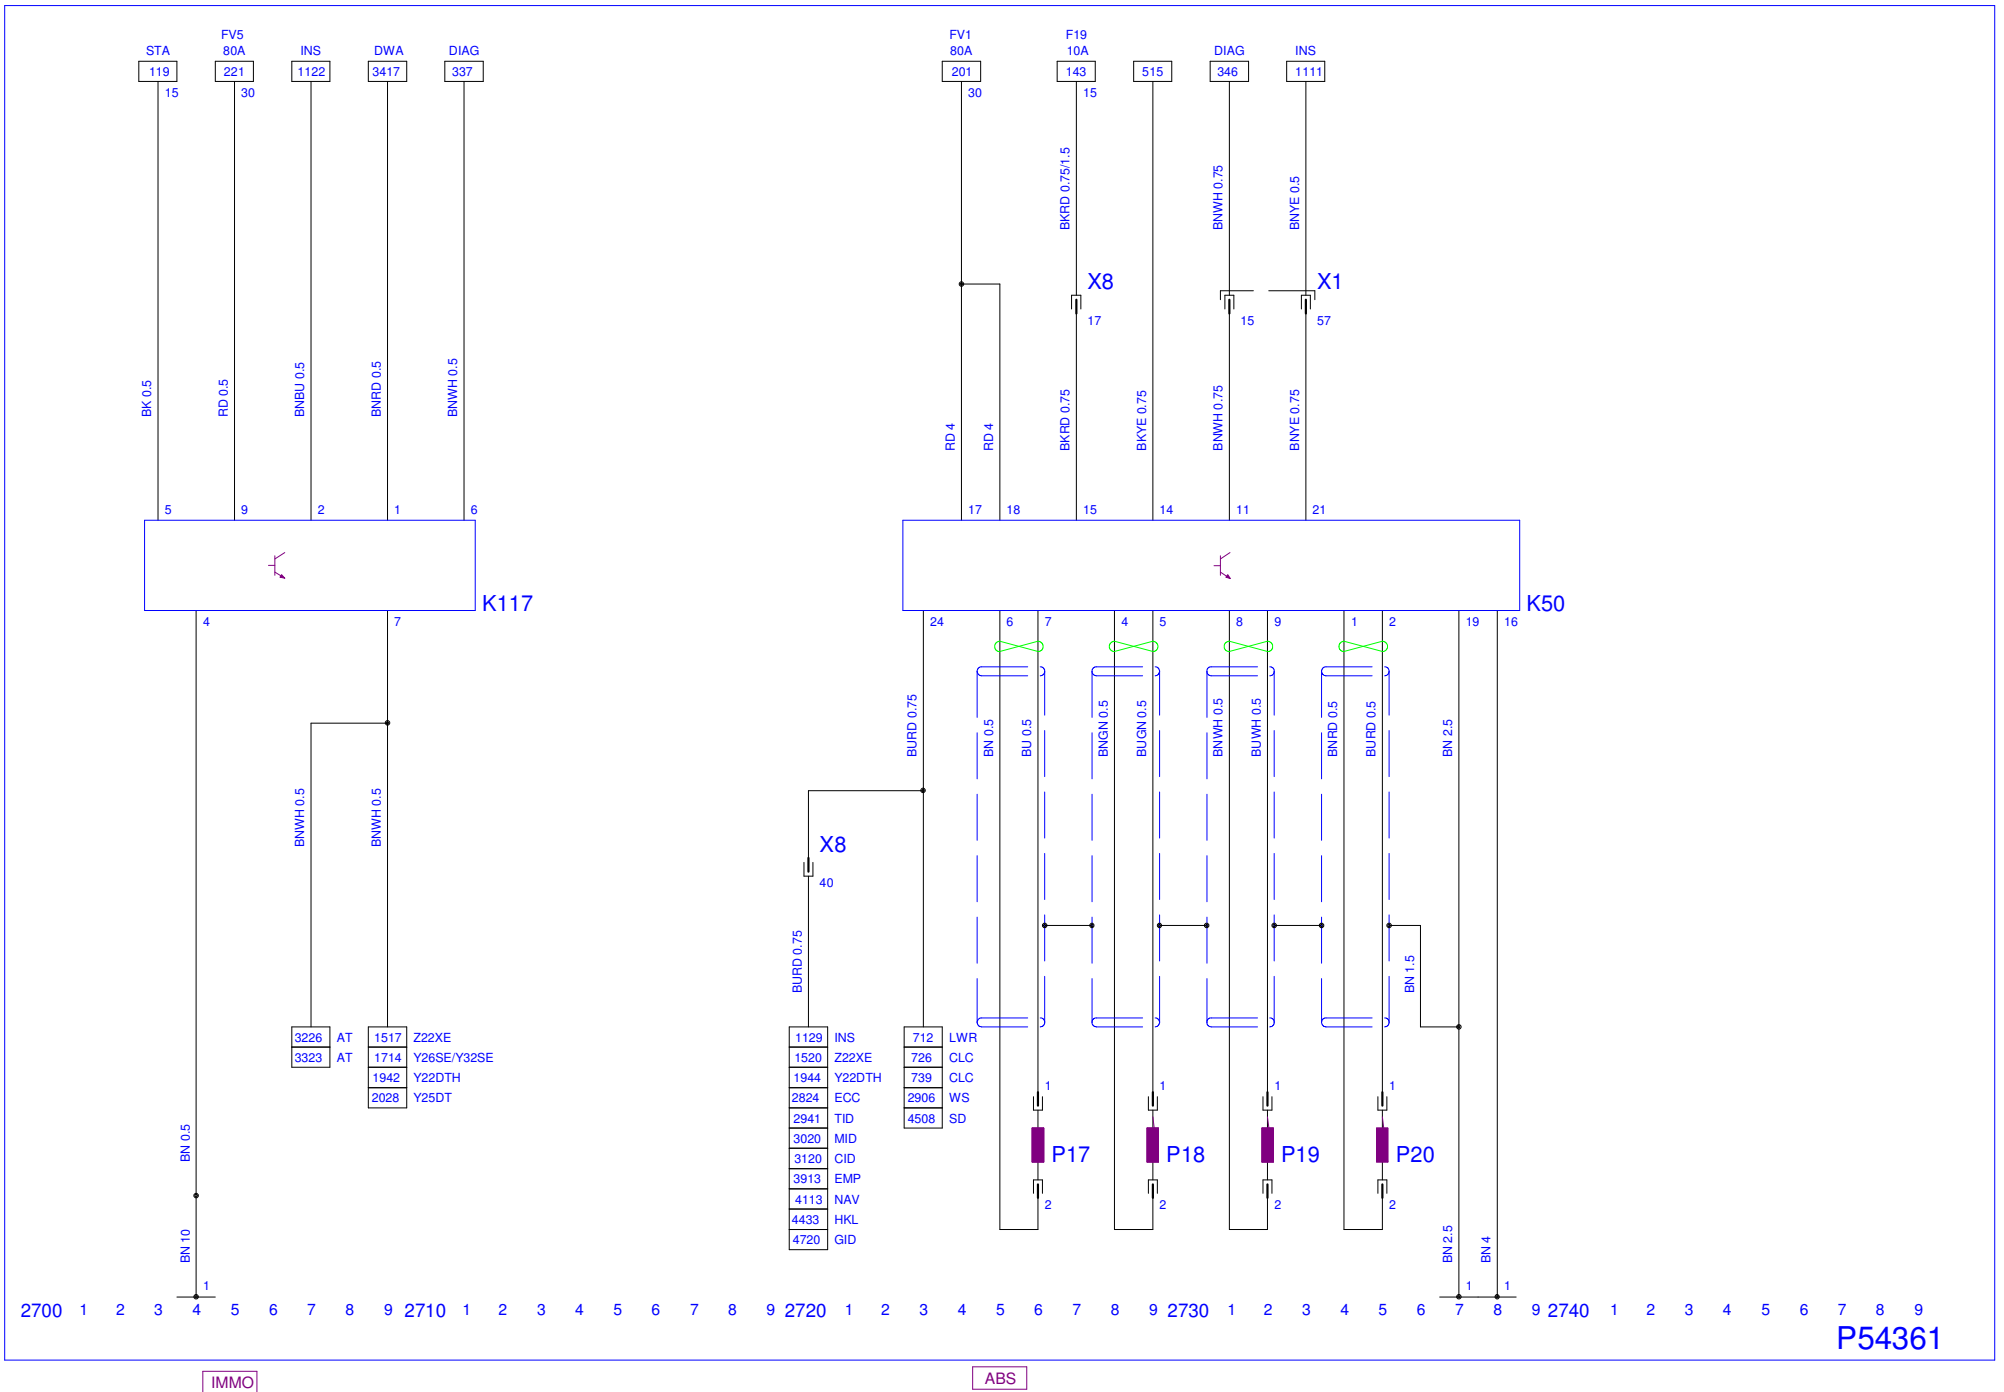 FV5 FV1 F19
STA 80A INS DWA DIAG 80A 10A DIAG INS
119 221 1122 3417 337 201 143 515 346 1111
15 30 30 15
BKRD 0.75/1.5 BNWH 0.75 BNYE 0.5
X8 X1
17 15 57
BK 0.5 RD 0.5 BNBU 0.5 BNRD 0.5 BNWH 0.5 RD 4 RD 4 BKRD 0.75 BKYE 0.75 BNWH 0.75 BNYE 0.75
5 9 2 1 6 17 18 15 14 11 21
K117 K50
4 7 24 6 7 4 5 8 9 1 2 19 16
BURD 0.75 BN 0.5 BU 0.5 BNGN 0.5 BUGN 0.5 BNWH 0.5 BUWH 0.5 BNRD 0.5 BURD 0.5 BN 2.5
BNWH 0.5 BNWH 0.5
X8
40
BURD 0.75 BN 1.5
3226 AT 1517 Z22XE 1129 INS 712 LWR
3323 AT 1714 Y26SE/Y32SE 1520 Z22XE 726 CLC
1942 Y22DTH 1944 Y22DTH 739 CLC
1 1 1 1
2028 Y25DT 2824 ECC 2906 WS
2941 TID 4508 SD
BN 0.5 3020 MID
3120 CID P17 P18 P19 P20
3913 EMP
4113 NAV 2 2 2 2
4433 HKL
BN 10 4720 GID BN 2.5 BN 4
1 1 1
2700 1 2 3 4 5 6 7 8 9 2710 1 2 3 4 5 6 7 8 9 2720 1 2 3 4 5 6 7 8 9 2730 1 2 3 4 5 6 7 8 9 2740 1 2 3 4 5 6 7 8 9
P54361
IMMO ABS